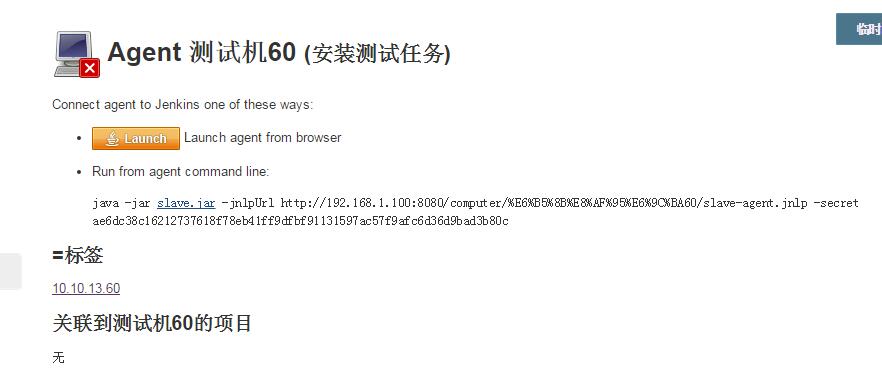 临时
Agent 测试机60 (安装测试任务)
Connect agent to Jenkins one of these ways:
Launch Launch agent from browser
Run from agent command line:
java -jar slave.jar -jnlpUrl http://192.168.1.100:8080/computer/%E6%B5%8B%E8%AF%95%E6%9C%BA60/slave-agent.jnlp -secret
ae6dc38c16212737618f78eb41ff9dfbf91131597ac57f9afc6d36d9bad3b80c
=标签
10.10.13.60
关联到测试机60的项目
无